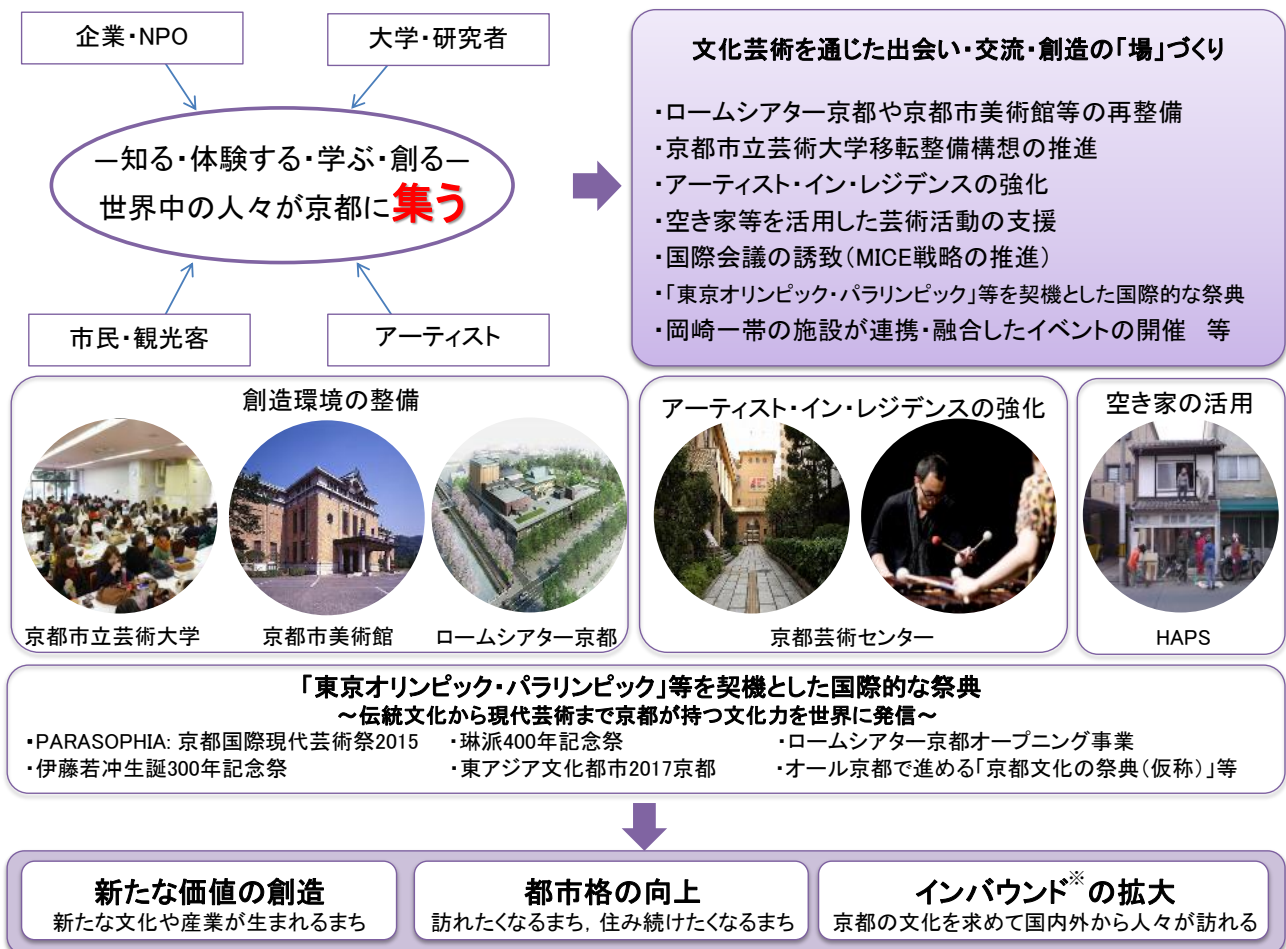 企業・NPO
大学・研究者
―知る・体験する・学ぶ・創る―
世界中の人々が京都に集う
市民・観光客
アーティスト
文化芸術を通じた出会い・交流・創造の「場」づくり
・ロームシアター京都や京都市美術館等の再整備
・京都市立芸術大学移転整備構想の推進
・アーティスト・イン・レジデンスの強化
・空き家等を活用した芸術活動の支援
・国際会議の誘致(MICE戦略の推進)
・「東京オリンピック・パラリンピック」等を契機とした国際的な祭典
・岡崎一帯の施設が連携・融合したイベントの開催　等
創造環境の整備
京都市立芸術大学
京都市美術館
ロームシアター京都
アーティスト・イン・レジデンスの強化
京都芸術センター
空き家の活用
HAPS
「東京オリンピック・パラリンピック」等を契機とした国際的な祭典
～伝統文化から現代芸術まで京都が持つ文化力を世界に発信～
・PARASOPHIA: 京都国際現代芸術祭2015
・琳派400年記念祭
・ロームシアター京都オープニング事業
・伊藤若冲生誕300年記念祭
・東アジア文化都市2017京都
・オール京都で進める「京都文化の祭典(仮称)」等
新たな価値の創造
新たな文化や産業が生まれるまち
都市格の向上
訪れたくなるまち，住み続けたくなるまち
インバウンド※の拡大
京都の文化を求めて国内外から人々が訪れる